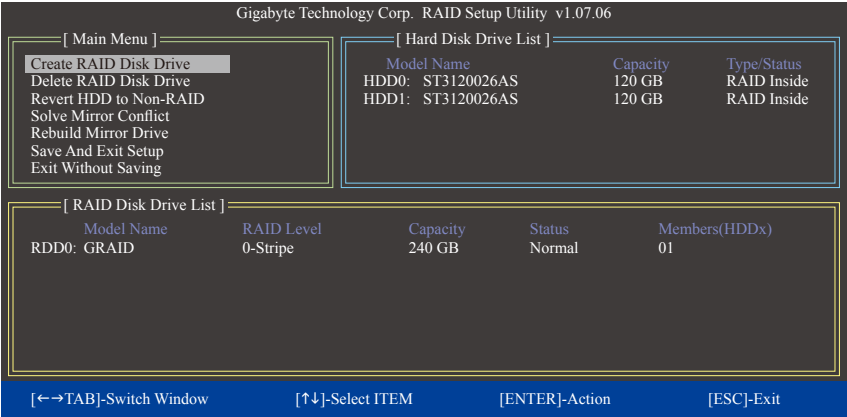 Gigabyte Technology Corp. RAID Setup Utility v1.07.06
[ Main Menu ]
Create RAID Disk Drive
Delete RAID Disk Drive
Revert HDD to Non-RAID
Solve Mirror Conflict
Rebuild Mirror Drive
Save And Exit Setup
Exit Without Saving
[ Hard Disk Drive List ]
Model Name Capacity Type/Status
HDD0: ST3120026AS 120 GB RAID Inside
HDD1: ST3120026AS 120 GB RAID Inside
[ RAID Disk Drive List ]
Model Name RAID Level Capacity Status Members(HDDx)
RDD0: GRAID 0-Stripe 240 GB Normal 01
[←→TAB]-Switch Window [↑↓]-Select ITEM [ENTER]-Action [ESC]-Exit